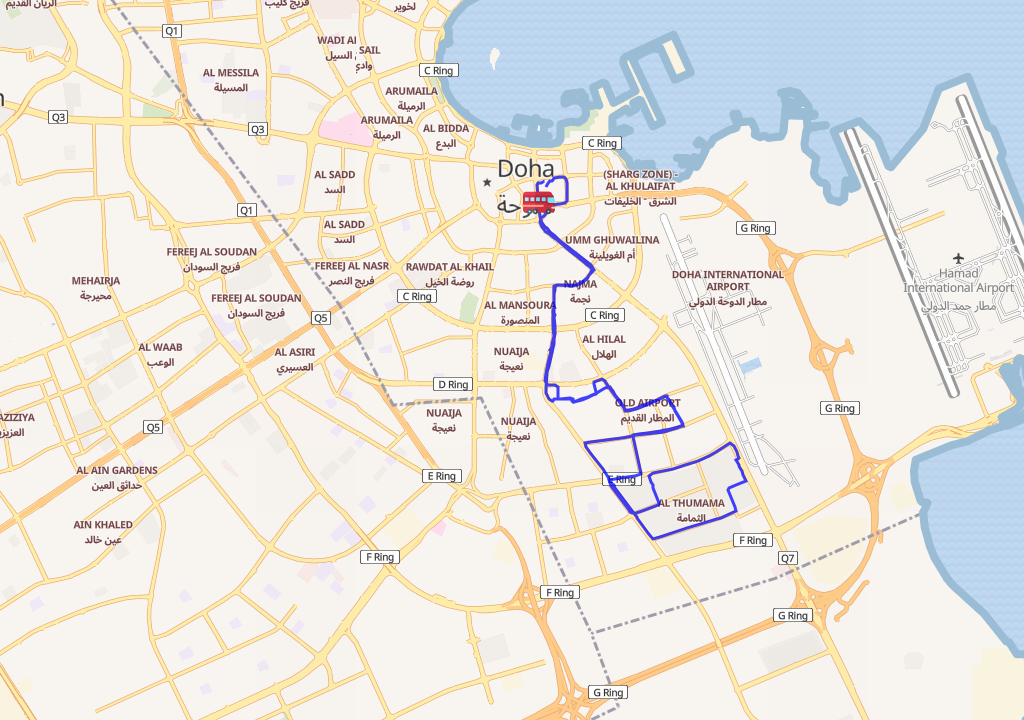 الريان القديم
فريج كليب
لخوير
Q1
WADI AL SAIL
وادي السيل
C Ring
AL MESSILA
المسيلة
ARUMAILA
الرميلة
Q3
ARUMAILA
الرميلة
Q3
AL BIDDA
البدع
C Ring
Doha
AL SADD
السد
(SHARG ZONE) -
AL KHULAIFAT
الشرق - الخليفات
Q1
AL SADD
السد
G Ring
UMM GHUWAILINA
أم الغويلينة
FEREEJ AL SOUDAN
فريج السودان
FEREEJ AL NASR
فريج النصر
RAWDAT AL KHAIL
روضة الخيل
DOHA INTERNATIONAL
AIRPORT
مطار الدوحة الدولي
Hamad
International Airport
مطار حمد الدولي
MEHAIRJA
محيرجة
NAJMA
نجمة
FEREEJ AL SOUDAN
فريج السودان
C Ring
AL MANSOURA
المنصورة
C Ring
Q5
AL WAAB
الوعب
AL ASIRI
العسيري
NUAIJA
نعيجة
AL HILAL
الهلال
D Ring
OLD AIRPORT
المطار القديم
G Ring
AZIZIYA
NUAIJA
نعيجة
NUAIJA
نعيجة
Q5
AL AIN GARDENS
حدائق العين
E Ring
E Ring
AL THUMAMA
الثمامة
AIN KHALED
عين خالد
F Ring
F Ring
Q7
F Ring
G Ring
G Ring